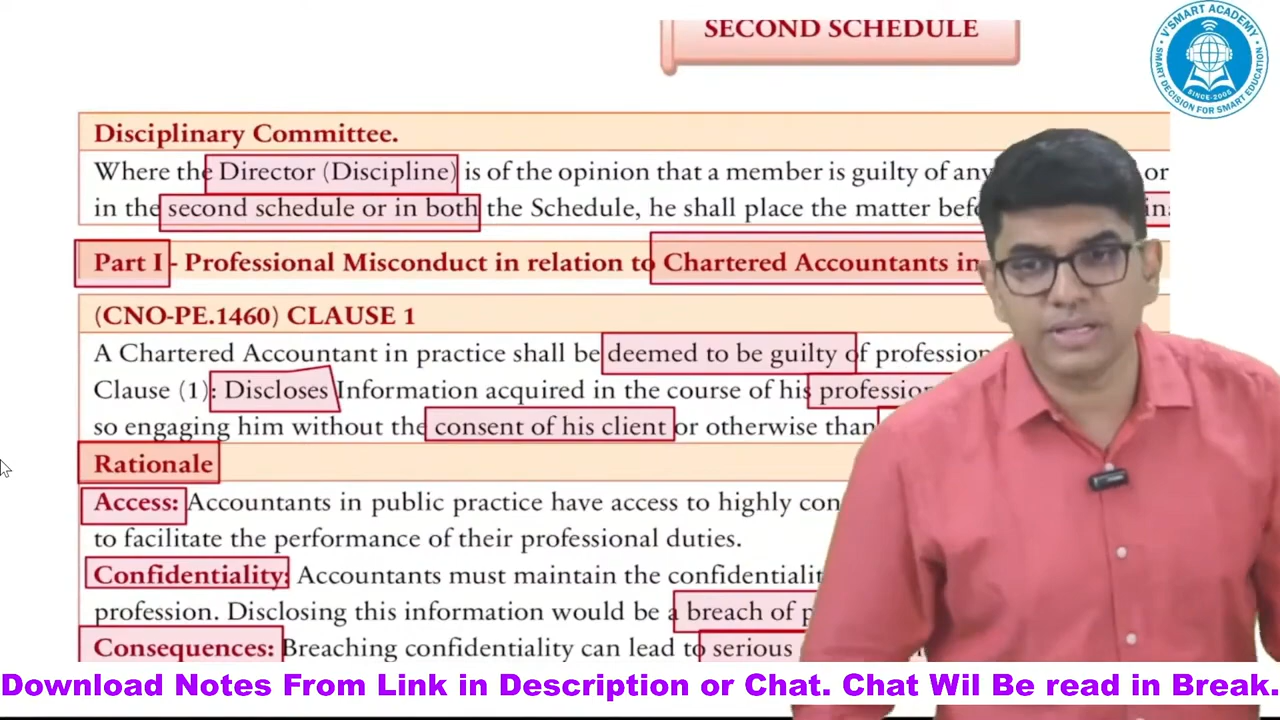 SECOND SCHEDULE
V'SMART ACADEMY
SMART DECISION FOR SMART EDUCATION
SINCE-2005
Disciplinary Committee.
Where the Director (Discipline) is of the opinion that a member is guilty of any or
in the second schedule or in both the Schedule, he shall place the matter
Part I - Professional Misconduct in relation to Chartered Accountants in
(CNO-PE.1460) CLAUSE 1
A Chartered Accountant in practice shall be deemed to be guilty of
Clause (1): Discloses Information acquired in the course of his
so engaging him without the consent of his client or otherwise than
Rationale
Access: Accountants in public practice have access to highly
to facilitate the performance of their professional duties.
Confidentiality: Accountants must maintain the
profession. Disclosing this information would be a breach of
Consequences: Breaching confidentiality can lead to serious
Download Notes From Link in Description or Chat. Chat Wil Be read in Break.